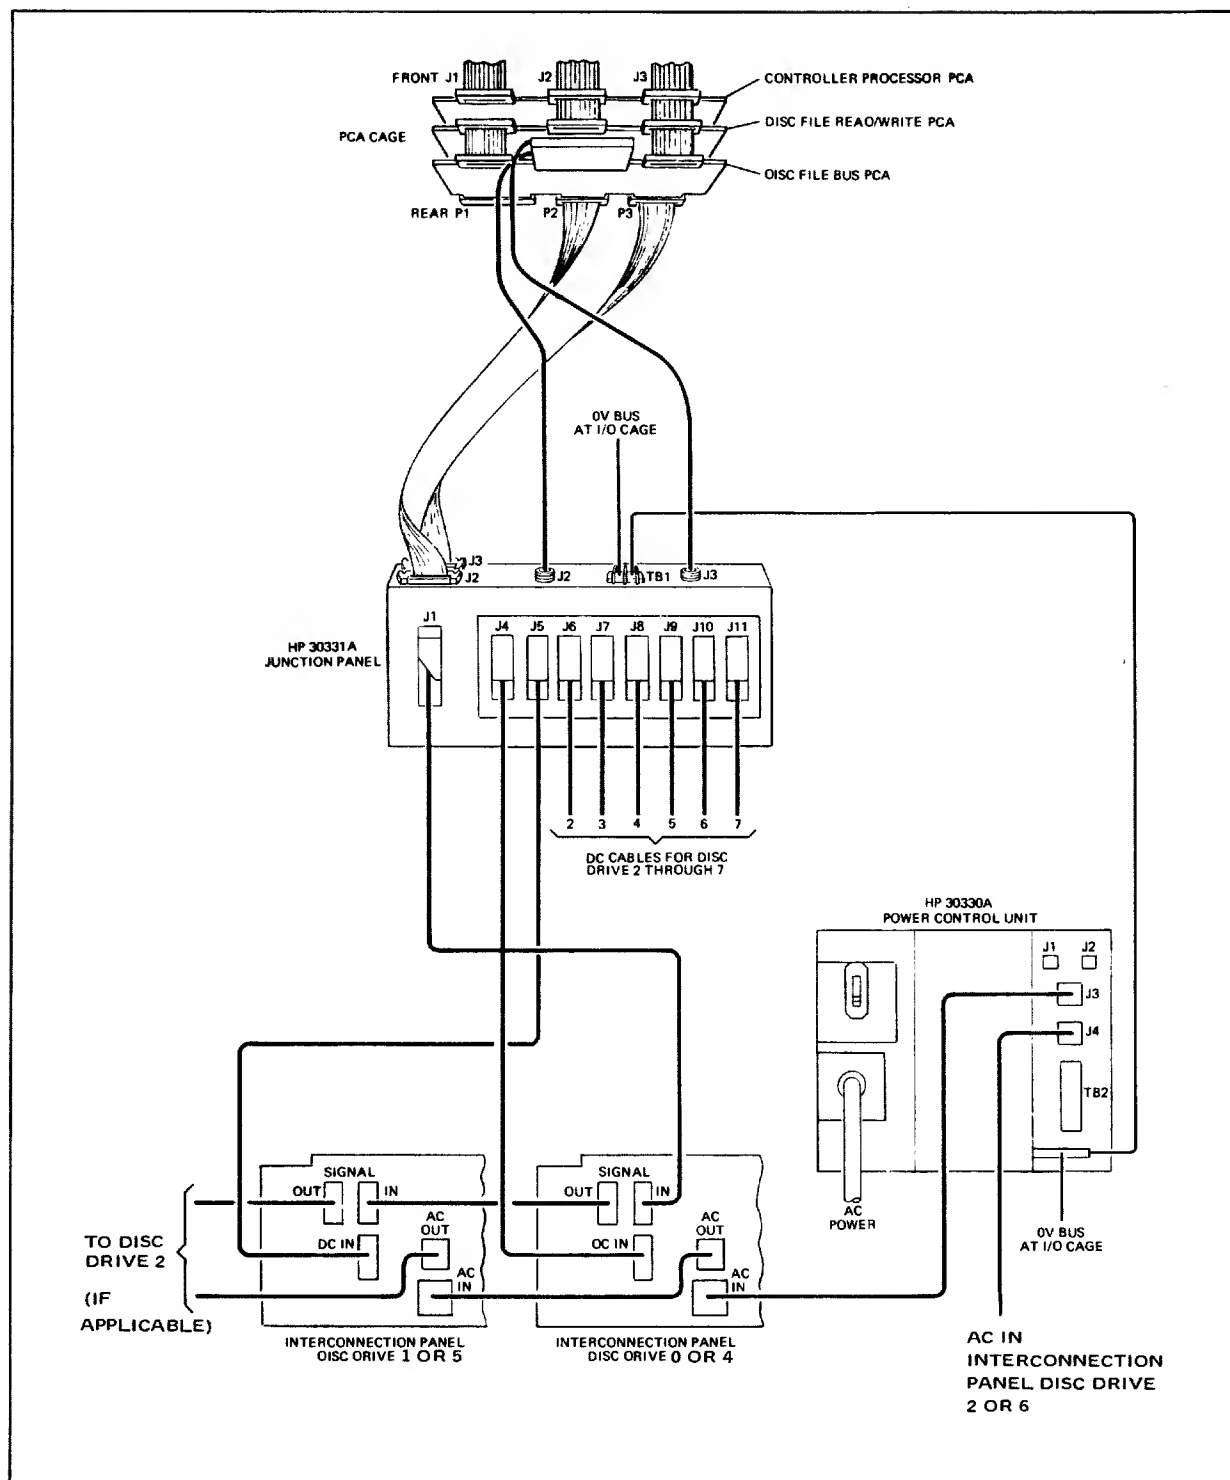 FRONT J1
J2
J3
CONTROLLER PROCESSOR PCA
DISC FILE REAO/WRITE PCA
PCA CAGE
OISC FILE BUS PCA
REAR P1
P2
P3
0V BUS
AT I/O CAGE
J3
J2
J2
TB1
J3
J1
HP 30331A
JUNCTION PANEL
J4
J5
J6
J7
J8
J9
J10
J11
2
3
4
5
6
7
DC CABLES FOR DISC
DRIVE 2 THROUGH 7
HP 30330A
POWER CONTROL UNIT
J1
J2
J3
J4
TB2
AC
POWER
0V BUS
AT I/O CAGE
SIGNAL
OUT
IN
DC IN
AC
OUT
AC
IN
SIGNAL
OUT
IN
OC IN
AC
OUT
AC
IN
TO DISC
DRIVE 2
(IF
APPLICABLE)
INTERCONNECTION PANEL
OISC ORIVE 1 OR 5
INTERCONNECTION PANEL
DISC ORIVE 0 OR 4
AC IN
INTERCONNECTION
PANEL DISC DRIVE
2 OR 6